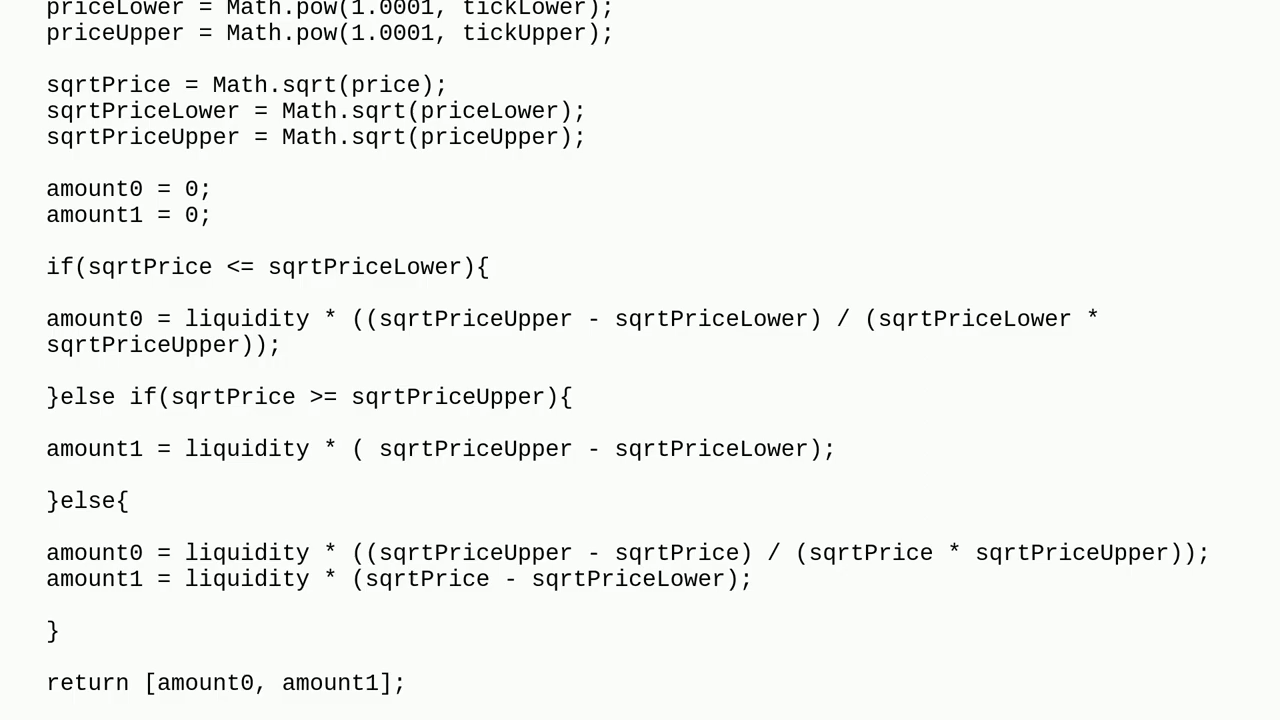 priceLower = Math.pow(1.0001, tickLower);
priceUpper = Math.pow(1.0001, tickUpper);
sqrtPrice = Math.sqrt(price);
sqrtPriceLower = Math.sqrt(priceLower);
sqrtPriceUpper = Math.sqrt(priceUpper);
amount0 = 0;
amount1 = 0;
if(sqrtPrice <= sqrtPriceLower){
amount0 = liquidity * ((sqrtPriceUpper - sqrtPriceLower) / (sqrtPriceLower *
sqrtPriceUpper));
}else if(sqrtPrice >= sqrtPriceUpper){
amount1 = liquidity * ( sqrtPriceUpper - sqrtPriceLower);
}else{
amount0 = liquidity * ((sqrtPriceUpper - sqrtPrice) / (sqrtPrice * sqrtPriceUpper));
amount1 = liquidity * (sqrtPrice - sqrtPriceLower);
}
return [amount0, amount1];